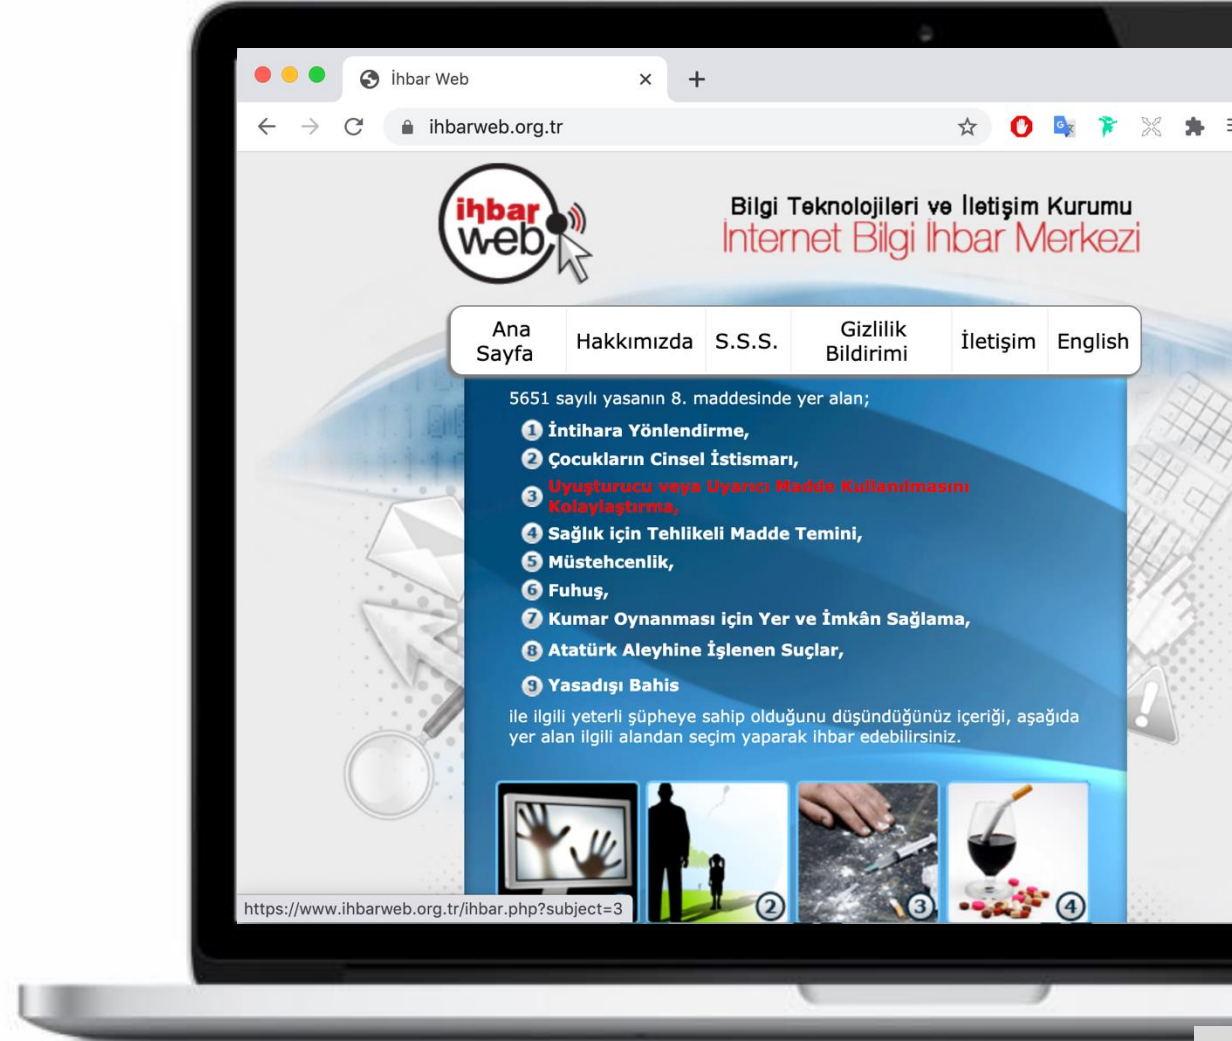 İhbar Web
ihbarweb.org.tr
ihbar
web
Bilgi Teknolojileri ve İletişim Kurumu
İnternet Bilgi İhbar Merkezi
Ana Sayfa
Hakkımızda
S.S.S.
Gizlilik Bildirimi
İletişim
English
5651 sayılı yasanın 8. maddesinde yer alan;
1 İntihara Yönlendirme,
2 Çocukların Cinsel İstismarı,
3 Uyuşturucu veya Uyarıcı Madde Kullanılmasını
Kolaylaştırma,
4 Sağlık için Tehlikeli Madde Temini,
5 Müstehcenlik,
6 Fuhuş,
7 Kumar Oynanması için Yer ve İmkân Sağlama,
8 Atatürk Aleyhine İşlenen Suçlar,
9 Yasadışı Bahis
ile ilgili yeterli şüpheye sahip olduğunu düşündüğünüz içeriği, aşağıda
yer alan ilgili alandan seçim yaparak ihbar edebilirsiniz.
2
3
4
https://www.ihbarweb.org.tr/ihbar.php?subject=3